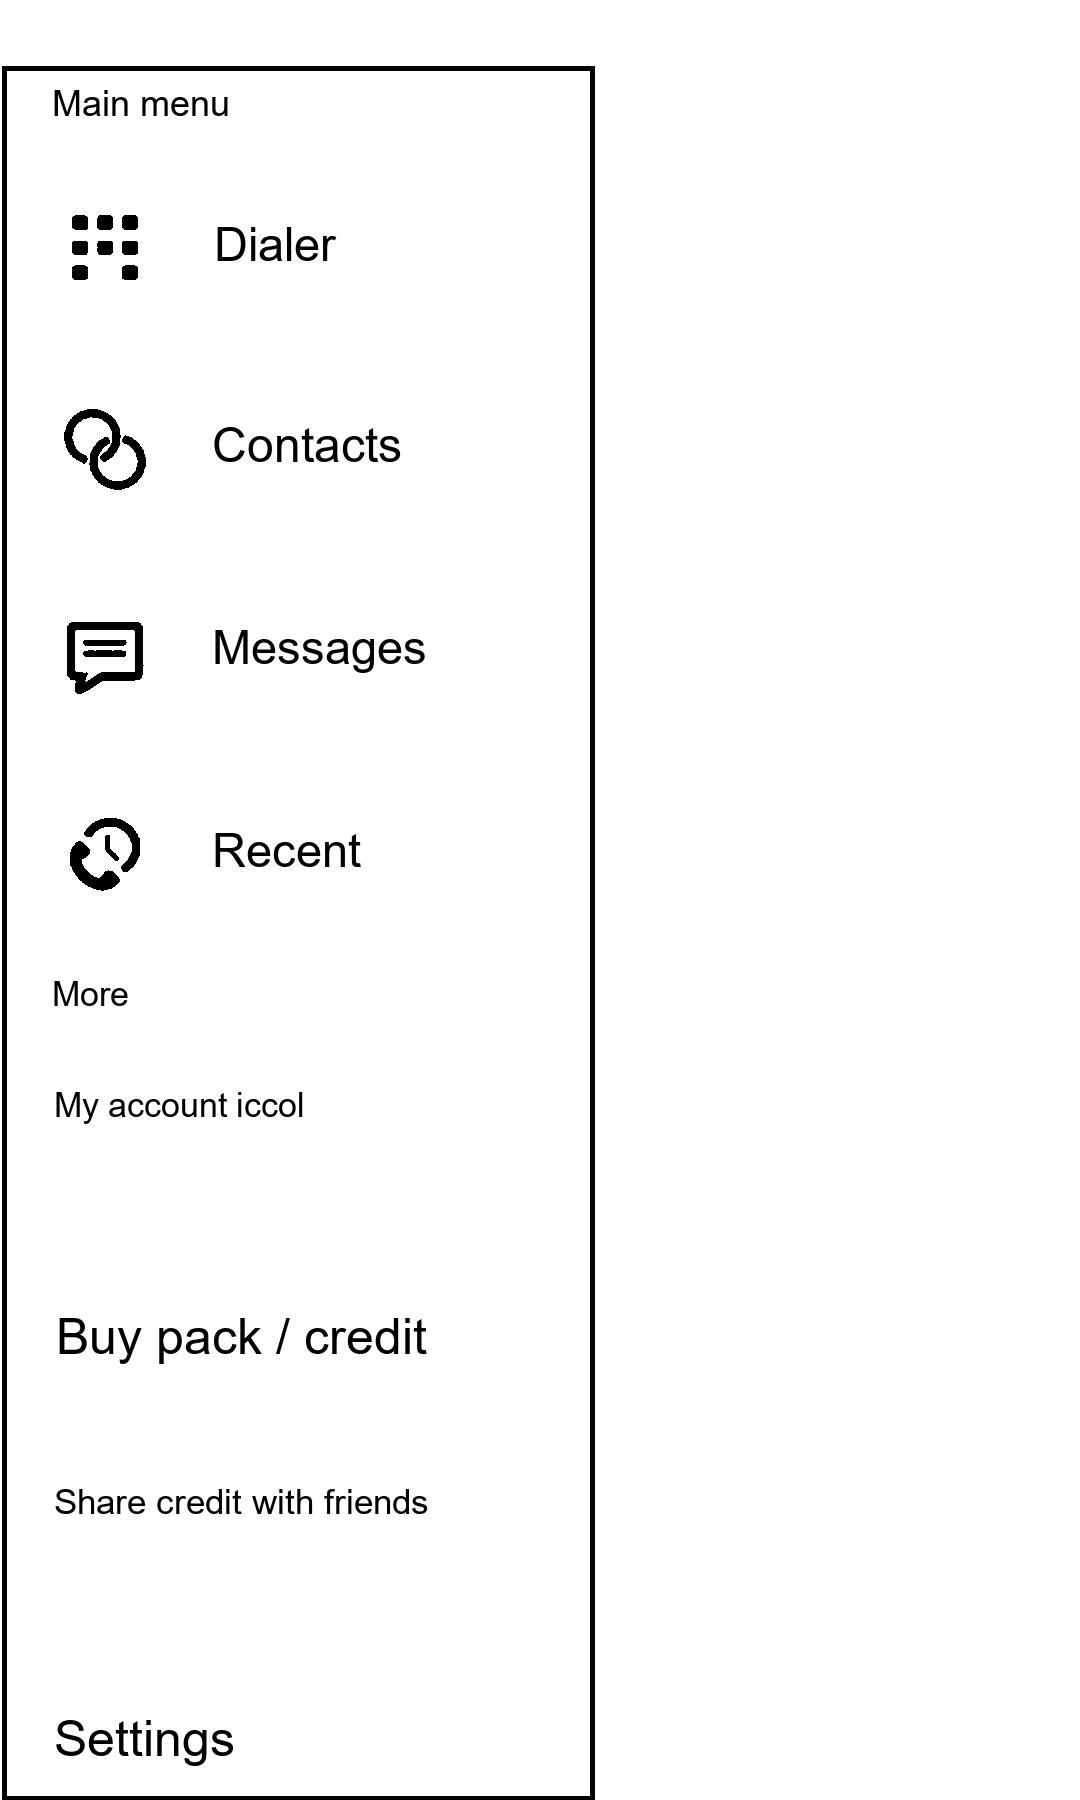 Main menu
Dialer
Contacts
Messages
Recent
More
My account iccol
Buy pack / credit
Share credit with friends
Settings